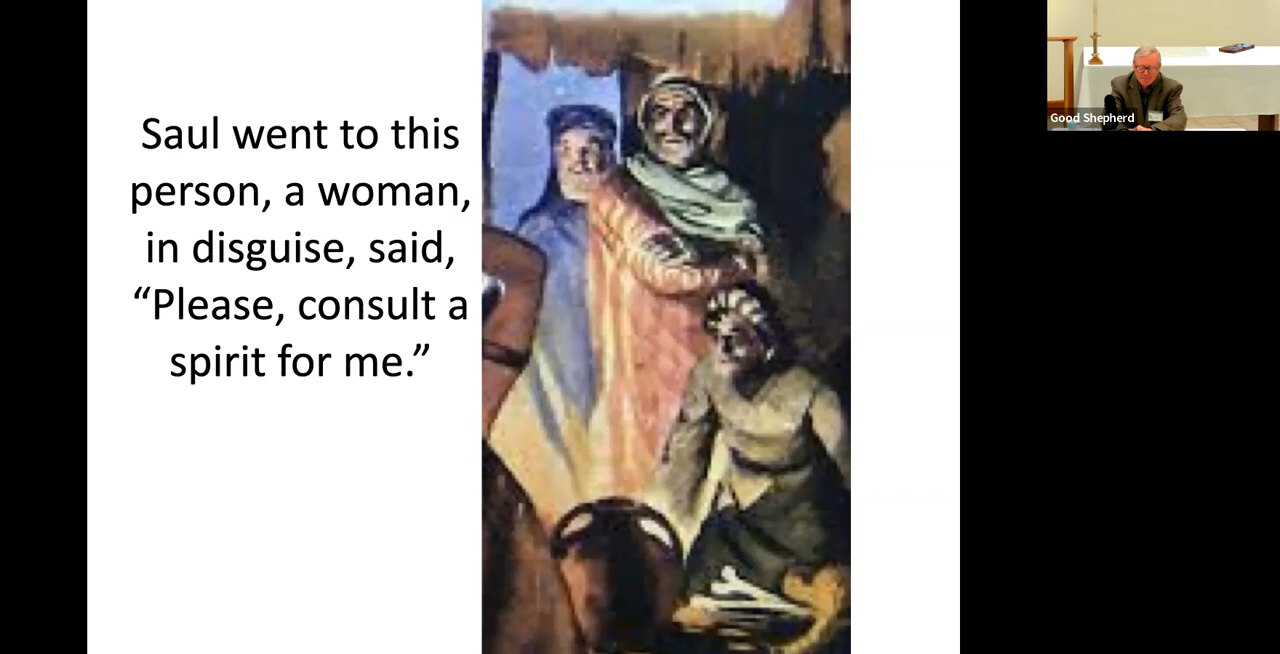 Saul went to this
person, a woman,
in disguise, said,
“Please, consult a
spirit for me.”
Good Shepherd